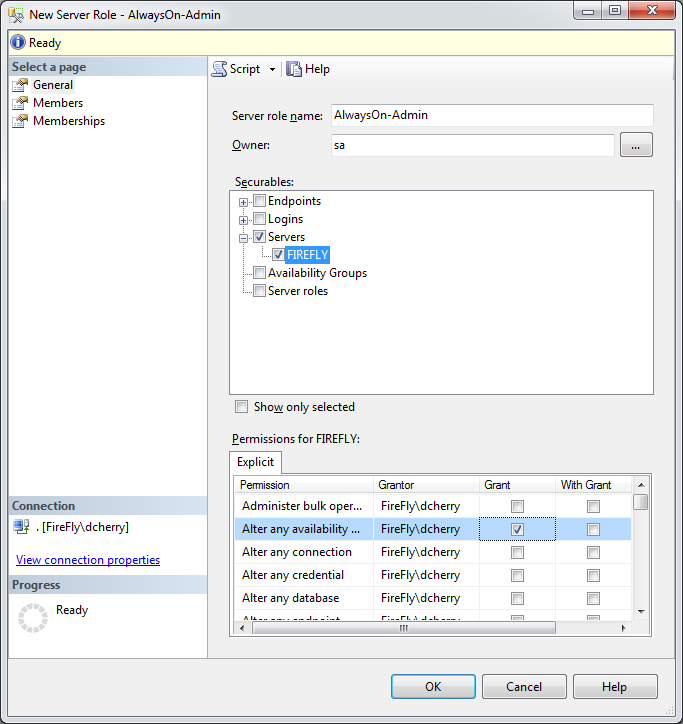 New Server Role - AlwaysOn-Admin
Ready
Select a page
General
Members
Memberships
Script
Help
Server role name: AlwaysOn-Admin
Owner: sa
...
Securables:
Endpoints
Logins
Servers
FIREFLY
Availability Groups
Server roles
Show only selected
Permissions for FIREFLY:
Explicit
Permission Grantor Grant With Grant
Administer bulk oper... FireFly\dcherry
Alter any availability ... FireFly\dcherry
Alter any connection FireFly\dcherry
Alter any credential FireFly\dcherry
Alter any database FireFly\dcherry
Alter any endpoint FireFly\dcherry
Connection
. [FireFly\dcherry]
View connection properties
Progress
Ready
OK Cancel Help